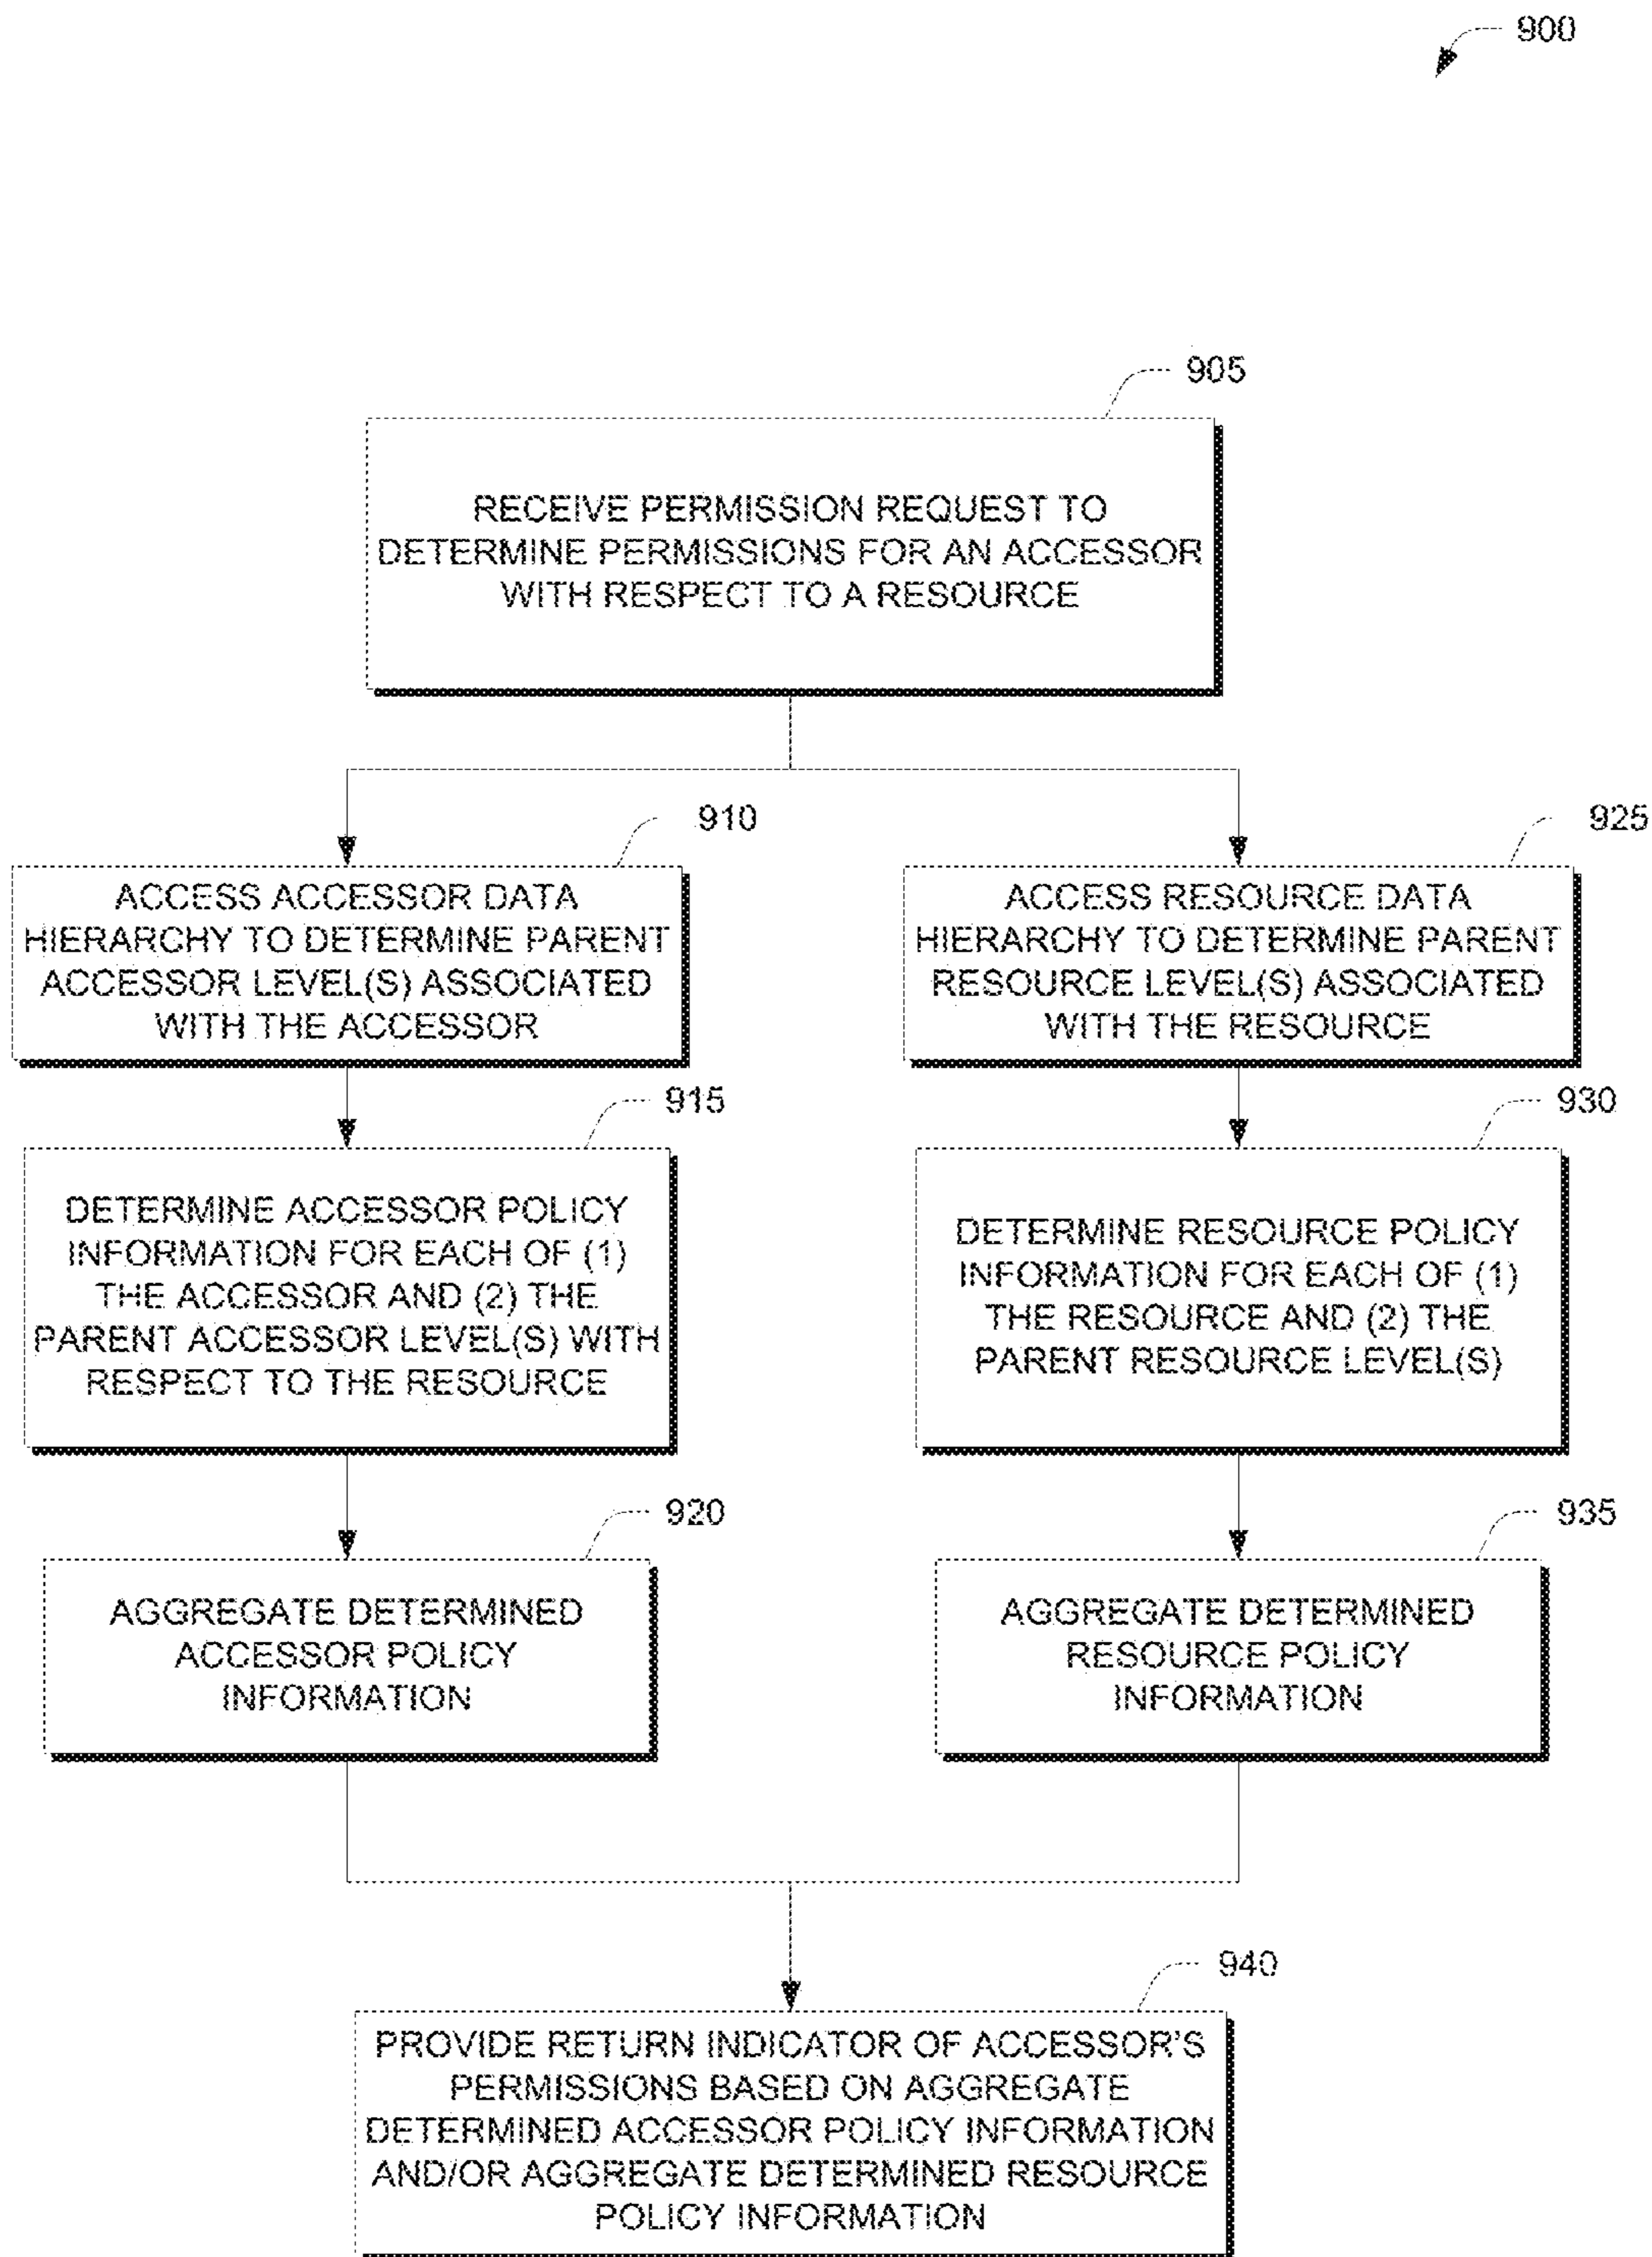 900
905
RECEIVE PERMISSION REQUEST TO
DETERMINE PERMISSIONS FOR AN ACCESSOR
WITH RESPECT TO A RESOURCE
910
ACCESS ACCESSOR DATA
HIERARCHY TO DETERMINE PARENT
ACCESSOR LEVEL(S) ASSOCIATED
WITH THE ACCESSOR
925
ACCESS RESOURCE DATA
HIERARCHY TO DETERMINE PARENT
RESOURCE LEVEL(S) ASSOCIATED
WITH THE RESOURCE
915
DETERMINE ACCESSOR POLICY
INFORMATION FOR EACH OF (1)
THE ACCESSOR AND (2) THE
PARENT ACCESSOR LEVEL(S) WITH
RESPECT TO THE RESOURCE
930
DETERMINE RESOURCE POLICY
INFORMATION FOR EACH OF (1)
THE RESOURCE AND (2) THE
PARENT RESOURCE LEVEL(S)
920
AGGREGATE DETERMINED
ACCESSOR POLICY
INFORMATION
935
AGGREGATE DETERMINED
RESOURCE POLICY
INFORMATION
940
PROVIDE RETURN INDICATOR OF ACCESSOR'S
PERMISSIONS BASED ON AGGREGATE
DETERMINED ACCESSOR POLICY INFORMATION
AND/OR AGGREGATE DETERMINED RESOURCE
POLICY INFORMATION